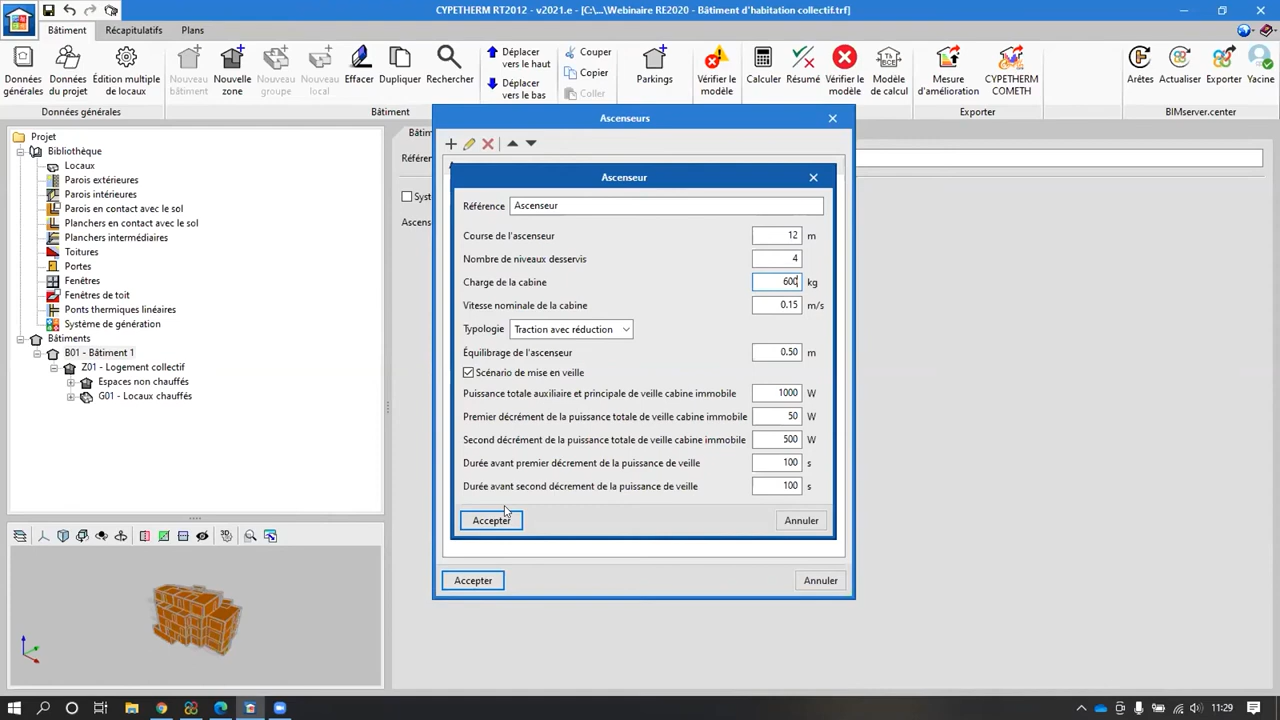 CYPETHERM RT2012 - v2021.e - [C:\...\Webinaire RE2020 - Bâtiment d'habitation collectif.trf]
Bâtiment Récapitulatifs Plans
Données générales
Données du projet
Édition multiple de locaux
Nouveau bâtiment
Nouvelle zone
Nouveau groupe
Nouveau local
Effacer
Dupliquer
Rechercher
Déplacer vers le haut
Déplacer vers le bas
Couper
Copier
Coller
Parkings
Vérifier le modèle
Calculer
Résumé
Vérifier le modèle
Modèle de calcul
Mesure d'amélioration
CYPETHERM COMETH
Arêtes
Actualiser
Exporter
Yacine
Données générales
Bâtiment
Exporter
BIMserver.center
Projet
Bibliothèque
Locaux
Parois extérieures
Parois intérieures
Parois en contact avec le sol
Planchers en contact avec le sol
Planchers intermédiaires
Toitures
Portes
Fenêtres
Fenêtres de toit
Ponts thermiques linéaires
Système de génération
Bâtiments
B01 - Bâtiment 1
Z01 - Logement collectif
Espaces non chauffés
G01 - Locaux chauffés
Bâtim
Référe
Syst
Ascens
Ascenseurs
Ascenseur
Référence Ascenseur
Course de l'ascenseur 12 m
Nombre de niveaux desservis 4
Charge de la cabine 600 kg
Vitesse nominale de la cabine 0.15 m/s
Typologie Traction avec réduction
Équilibrage de l'ascenseur 0.50 m
Scénario de mise en veille
Puissance totale auxiliaire et principale de veille cabine immobile 1000 W
Premier décrément de la puissance totale de veille cabine immobile 50 W
Second décrément de la puissance totale de veille cabine immobile 500 W
Durée avant premier décrement de la puissance de veille 100 s
Durée avant second décrement de la puissance de veille 100 s
Accepter Annuler
Accepter Annuler
11:29